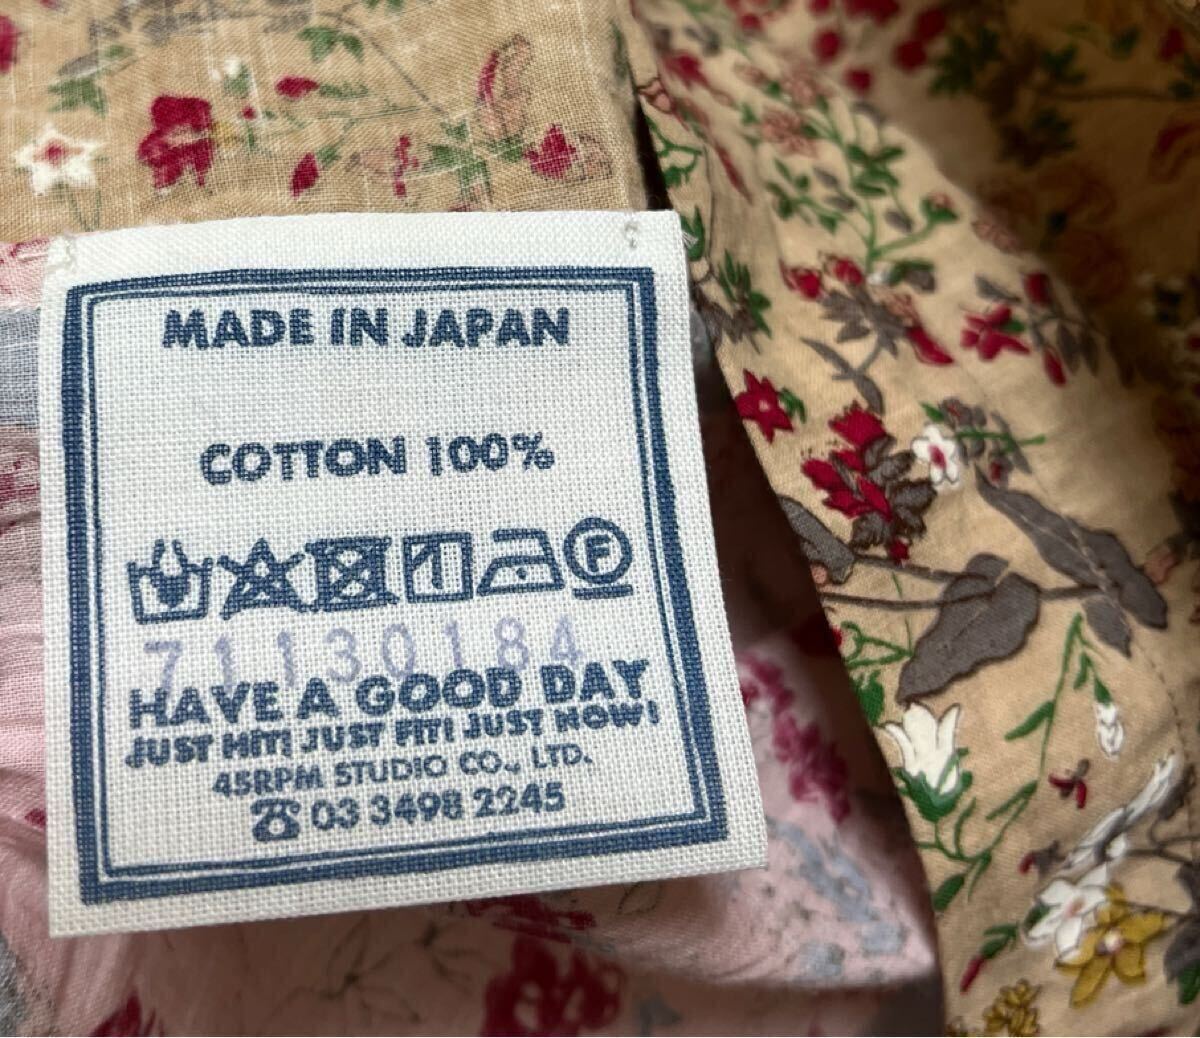 MADE IN JAPAN
COTTON 100%
F
71130184
HAVE A GOOD DAY
JUST HIT! JUST FIT! JUST NOW!
45RPM STUDIO CO., LTD.
☎ 03 3498 2245